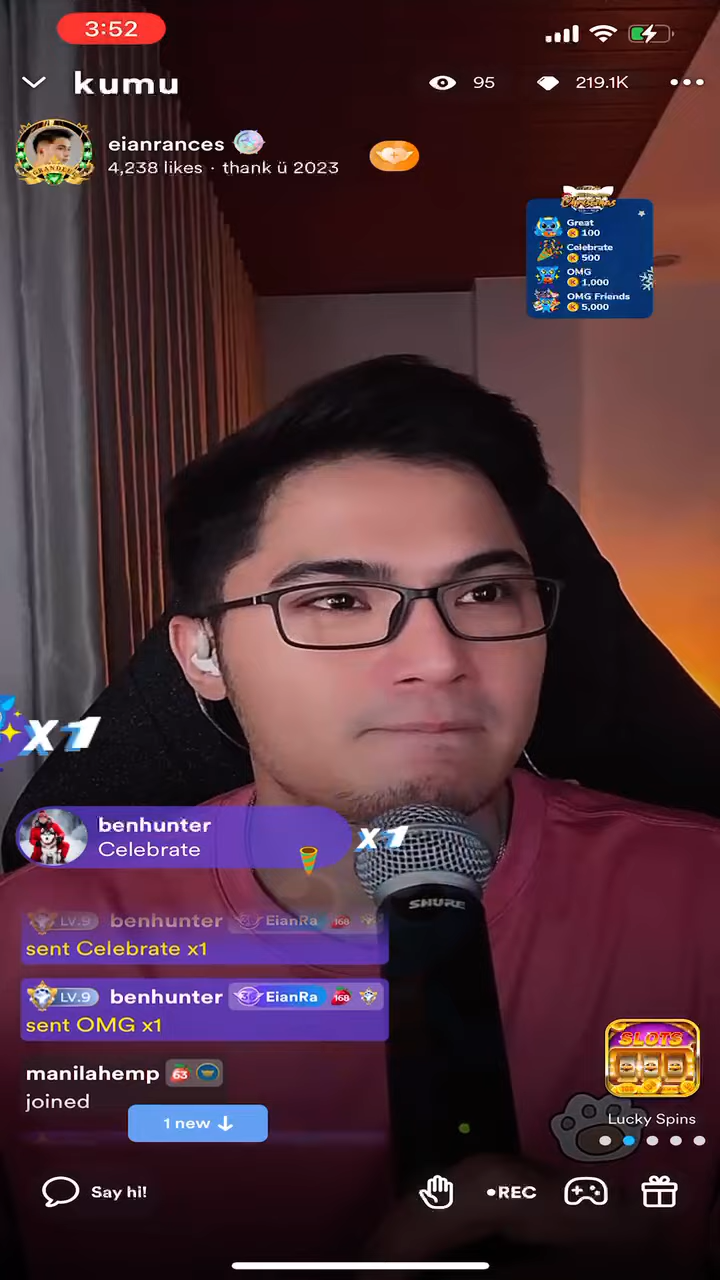 3:52
kumu
95
219.1K
eianrances
4,238 likes · thank ü 2023
GRANDEUR
Christmas
Great
100
Celebrate
500
OMG
1,000
OMG Friends
5,000
X1
benhunter
Celebrate
X1
SHURE
LV.9 benhunter EianRa 168
sent Celebrate x1
LV.9 benhunter EianRa 168
sent OMG x1
manilahemp 63
joined
1 new
SLOTS
Lucky Spins
Say hi!
REC